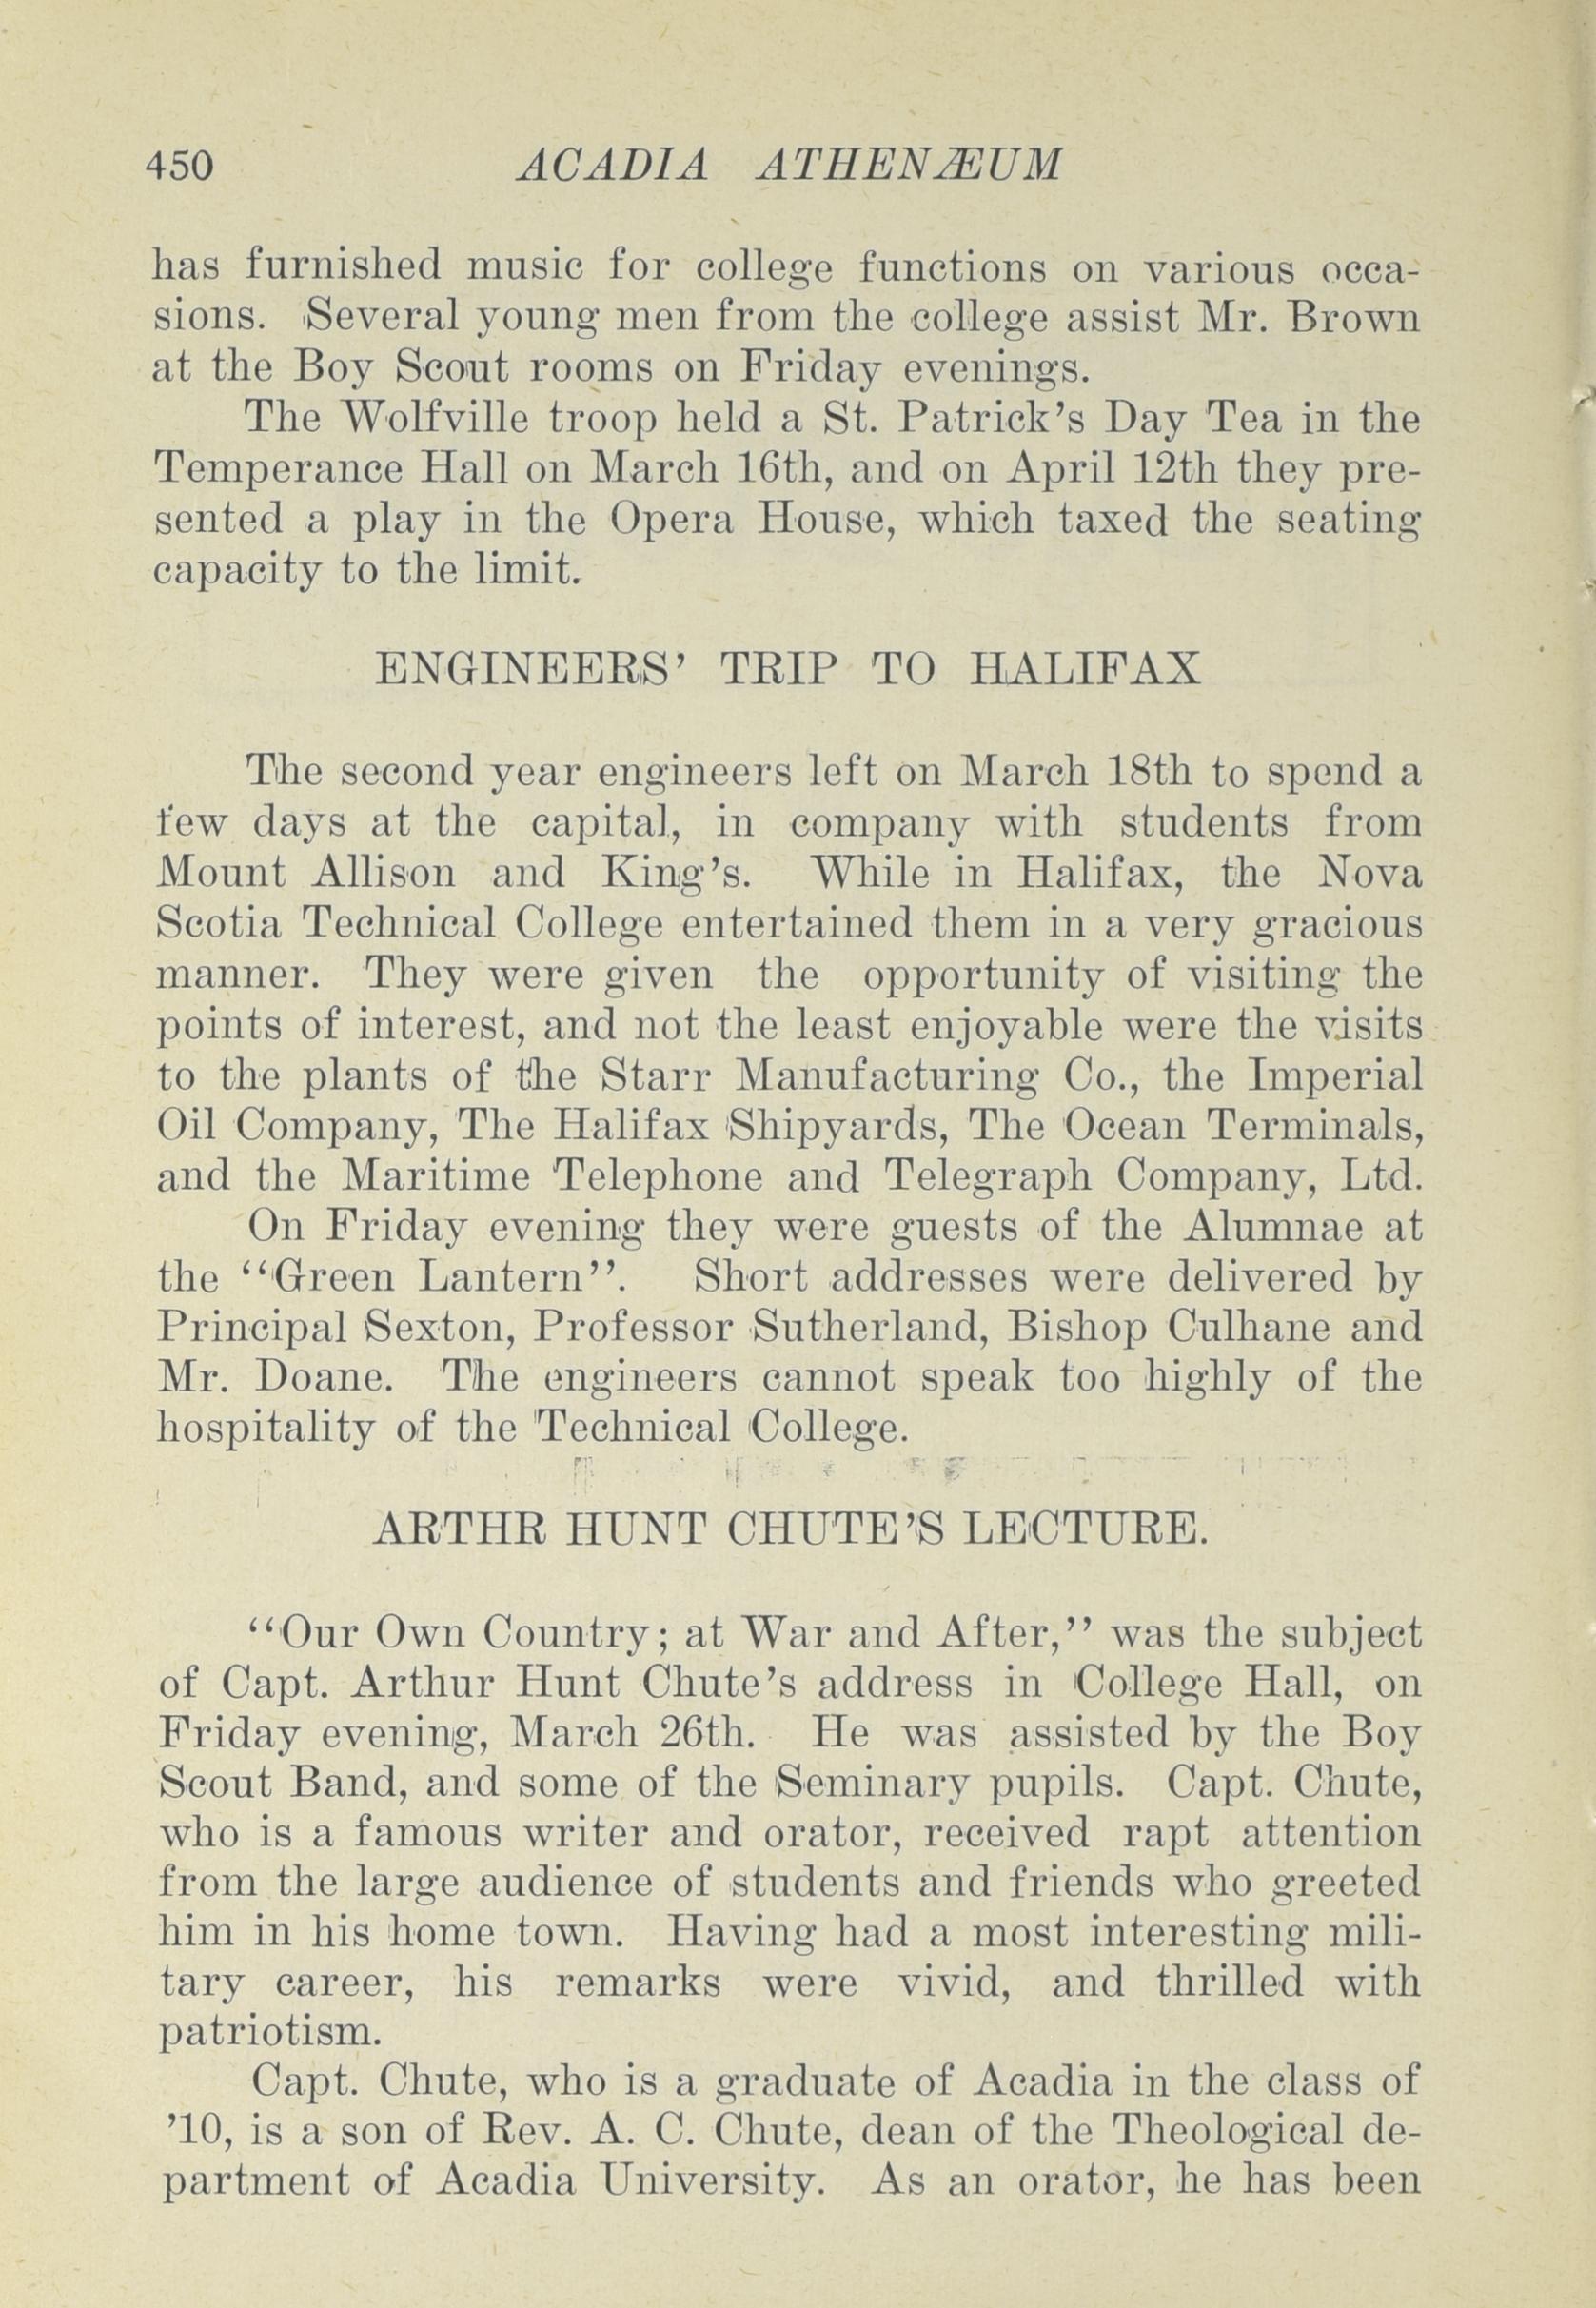 450 ACADIA ATHENÆUM
has furnished music for college functions on various occa-
sions. Several young men from the college assist Mr. Brown
at the Boy Scout rooms on Friday evenings.
The Wolfville troop held a St. Patrick's Day Tea in the
Temperance Hall on March 16th, and on April 12th they pre-
sented a play in the Opera House, which taxed the seating
capacity to the limit.
ENGINEERS' TRIP TO HALIFAX
The second year engineers left on March 18th to spend a
few days at the capital, in company with students from
Mount Allison and King's. While in Halifax, the Nova
Scotia Technical College entertained them in a very gracious
manner. They were given the opportunity of visiting the
points of interest, and not the least enjoyable were the visits
to the plants of the Starr Manufacturing Co., the Imperial
Oil Company, The Halifax Shipyards, The Ocean Terminals,
and the Maritime Telephone and Telegraph Company, Ltd.
On Friday evening they were guests of the Alumnae at
the "Green Lantern". Short addresses were delivered by
Principal Sexton, Professor Sutherland, Bishop Culhane and
Mr. Doane. The engineers cannot speak too highly of the
hospitality of the Technical College.
ARTHR HUNT CHUTE'S LECTURE.
"Our Own Country; at War and After," was the subject
of Capt. Arthur Hunt Chute's address in College Hall, on
Friday evening, March 26th. He was assisted by the Boy
Scout Band, and some of the Seminary pupils. Capt. Chute,
who is a famous writer and orator, received rapt attention
from the large audience of students and friends who greeted
him in his home town. Having had a most interesting mili-
tary career, his remarks were vivid, and thrilled with
patriotism.
Capt. Chute, who is a graduate of Acadia in the class of
'10, is a son of Rev. A. C. Chute, dean of the Theological de-
partment of Acadia University. As an orator, he has been